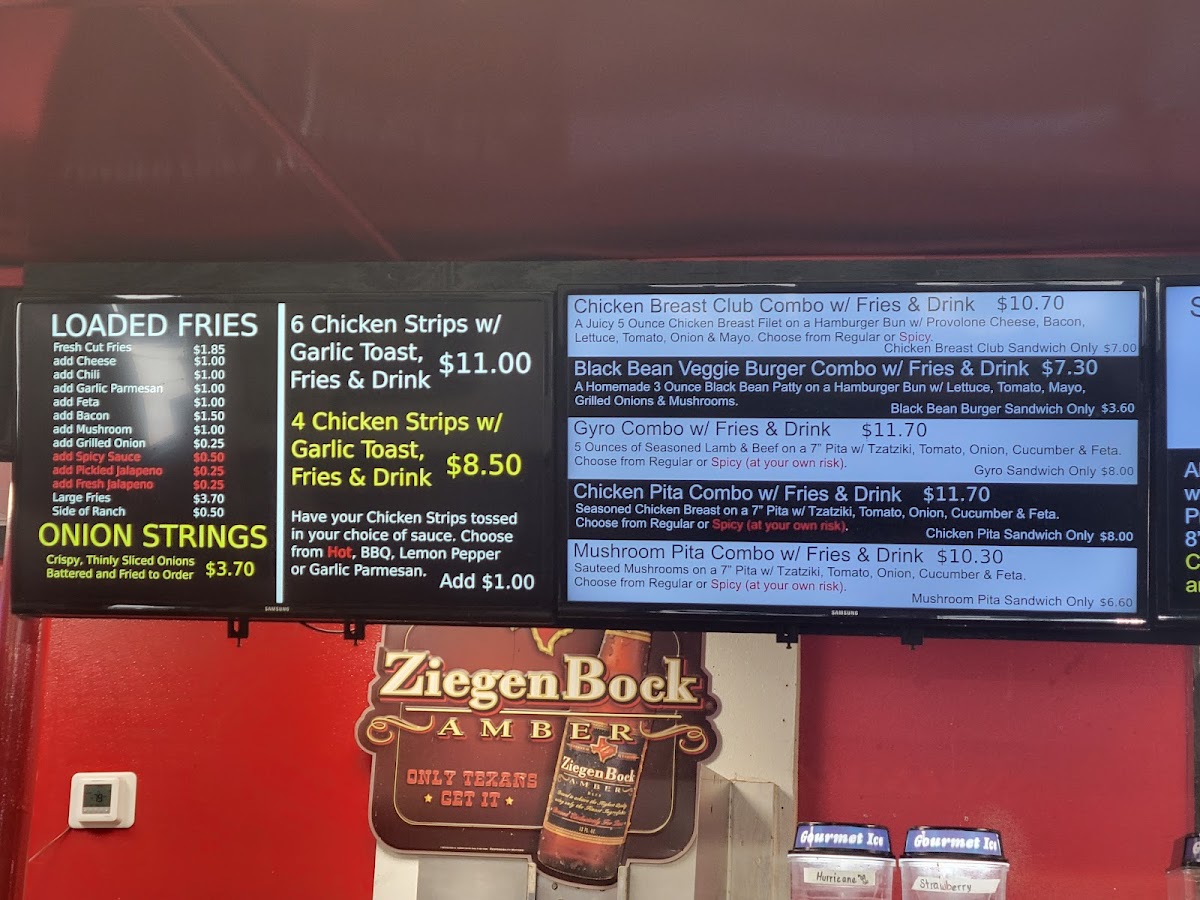 LOADED FRIES
Fresh Cut Fries $1.85
add Cheese $1.00
add Chili $1.00
add Garlic Parmesan $1.00
add Feta $1.00
add Bacon $1.50
add Mushroom $1.00
add Grilled Onion $0.25
add Spicy Sauce $0.50
add Pickled Jalapeno $0.25
add Fresh Jalapeno $0.25
Large Fries $3.70
Side of Ranch $0.50
ONION STRINGS
Crispy, Thinly Sliced Onions
Battered and Fried to Order $3.70
6 Chicken Strips w/
Garlic Toast,
Fries & Drink $11.00
4 Chicken Strips w/
Garlic Toast,
Fries & Drink $8.50
Have your Chicken Strips tossed
in your choice of sauce. Choose
from Hot, BBQ, Lemon Pepper
or Garlic Parmesan.
Add $1.00
SAMSUNG
Chicken Breast Club Combo w/ Fries & Drink $10.70
A Juicy 5 Ounce Chicken Breast Filet on a Hamburger Bun w/ Provolone Cheese, Bacon,
Lettuce, Tomato, Onion & Mayo. Choose from Regular or Spicy.
Chicken Breast Club Sandwich Only $7.00
Black Bean Veggie Burger Combo w/ Fries & Drink $7.30
A Homemade 3 Ounce Black Bean Patty on a Hamburger Bun w/ Lettuce, Tomato, Mayo,
Grilled Onions & Mushrooms.
Black Bean Burger Sandwich Only $3.60
Gyro Combo w/ Fries & Drink $11.70
5 Ounces of Seasoned Lamb & Beef on a 7" Pita w/ Tzatziki, Tomato, Onion, Cucumber & Feta.
Choose from Regular or Spicy (at your own risk).
Gyro Sandwich Only $8.00
Chicken Pita Combo w/ Fries & Drink $11.70
Seasoned Chicken Breast on a 7" Pita w/ Tzatziki, Tomato, Onion, Cucumber & Feta.
Choose from Regular or Spicy (at your own risk).
Chicken Pita Sandwich Only $8.00
Mushroom Pita Combo w/ Fries & Drink $10.30
Sauteed Mushrooms on a 7" Pita w/ Tzatziki, Tomato, Onion, Cucumber & Feta.
Choose from Regular or Spicy (at your own risk).
Mushroom Pita Sandwich Only $6.60
SAMSUNG
8"
ZiegenBock
AMBER
ONLY TEXANS
GET IT
ZiegenBock
AMBER
BEER
12 FL. OZ.
Gourmet Ice
Hurricane
Gourmet Ice
Strawberry